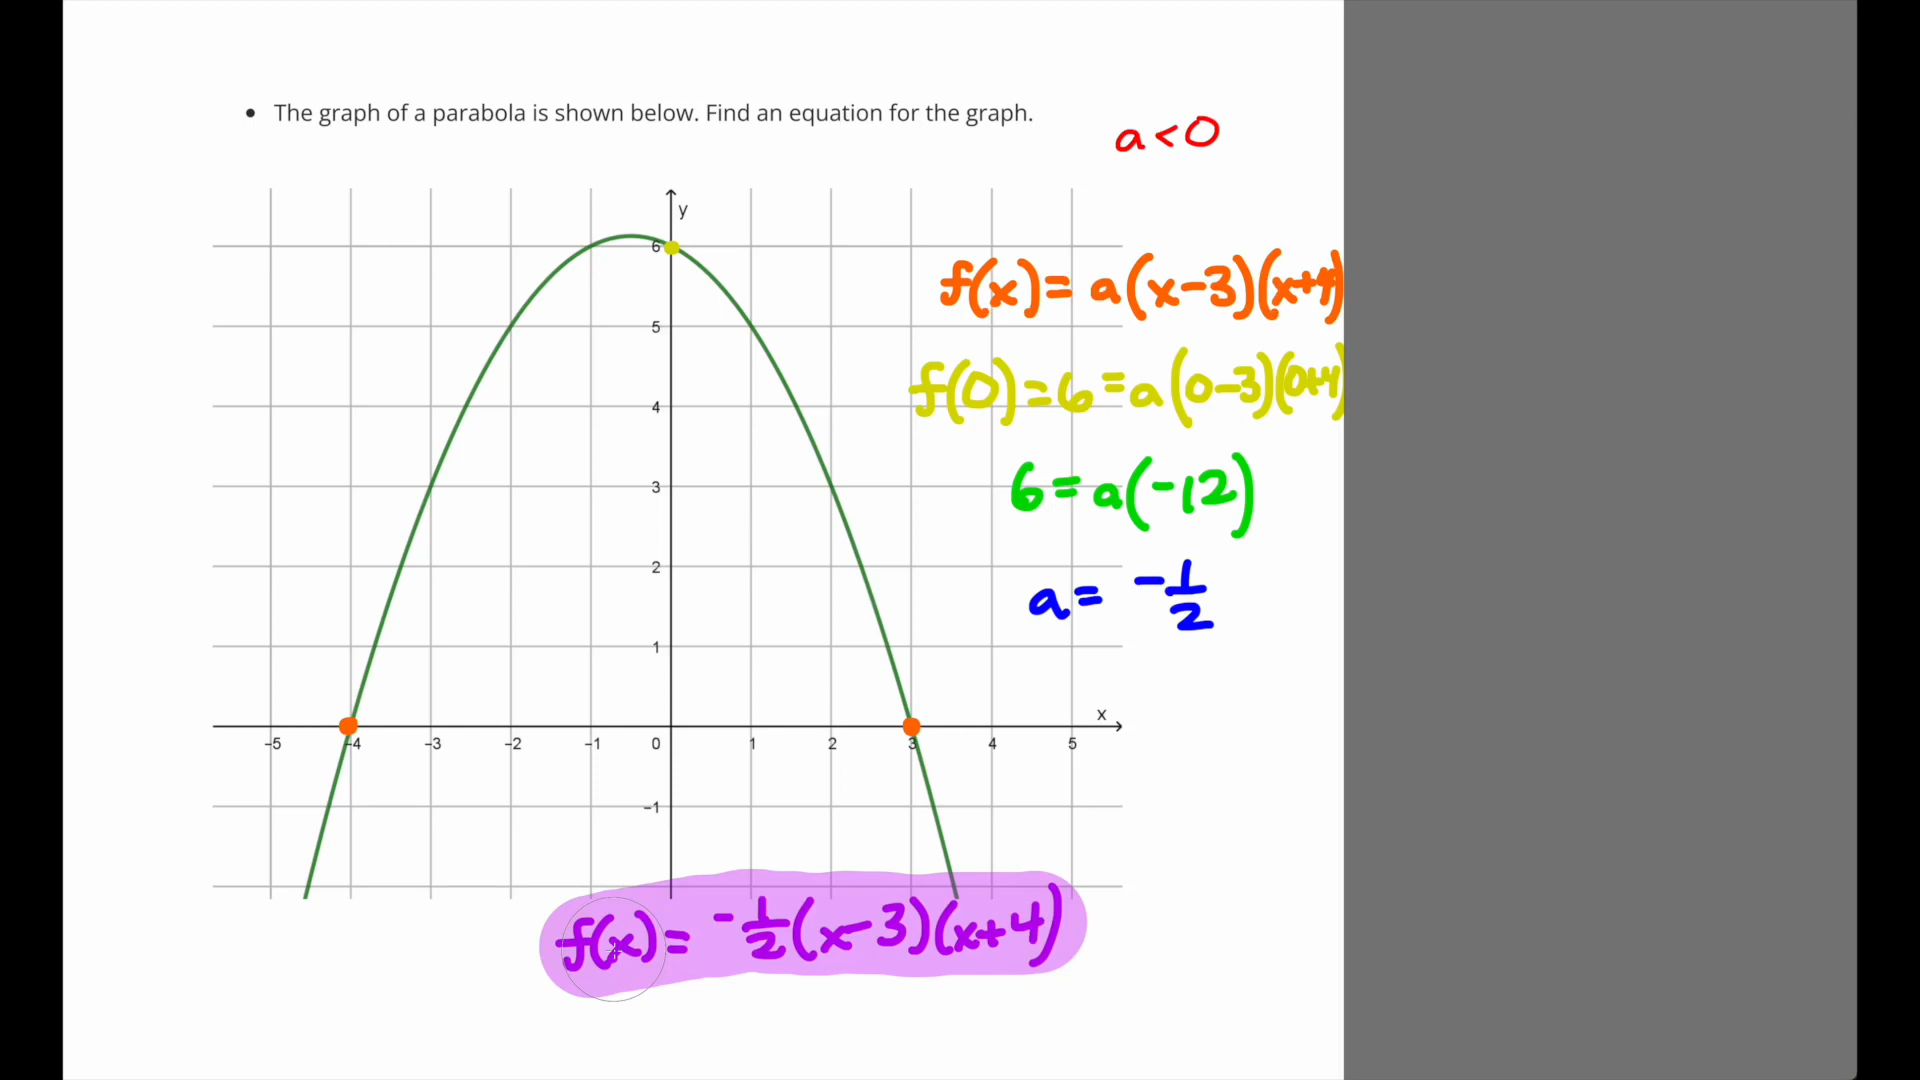 • The graph of a parabola is shown below. Find an equation for the graph.
a<0
y
6
f(x)= a(x-3)(x+4)
5
f(0)=6=a(0-3)(0+4)
4
6=a(-12)
3
2
a= -1/2
1
x
-5 -4 -3 -2 -1 0 1 2 3 4 5
-1
f(x)= -1/2(x-3)(x+4)